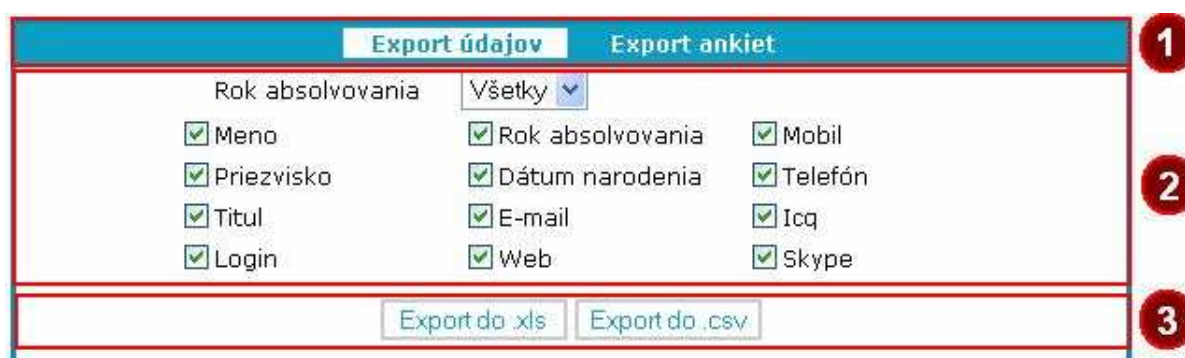 Export údajov Export ankiet 1
Rok absolvovania Všetky
Meno Rok absolvovania Mobil
Priezvisko Dátum narodenia Telefón 2
Titul E-mail Icq
Login Web Skype
Export do .xls Export do .csv 3